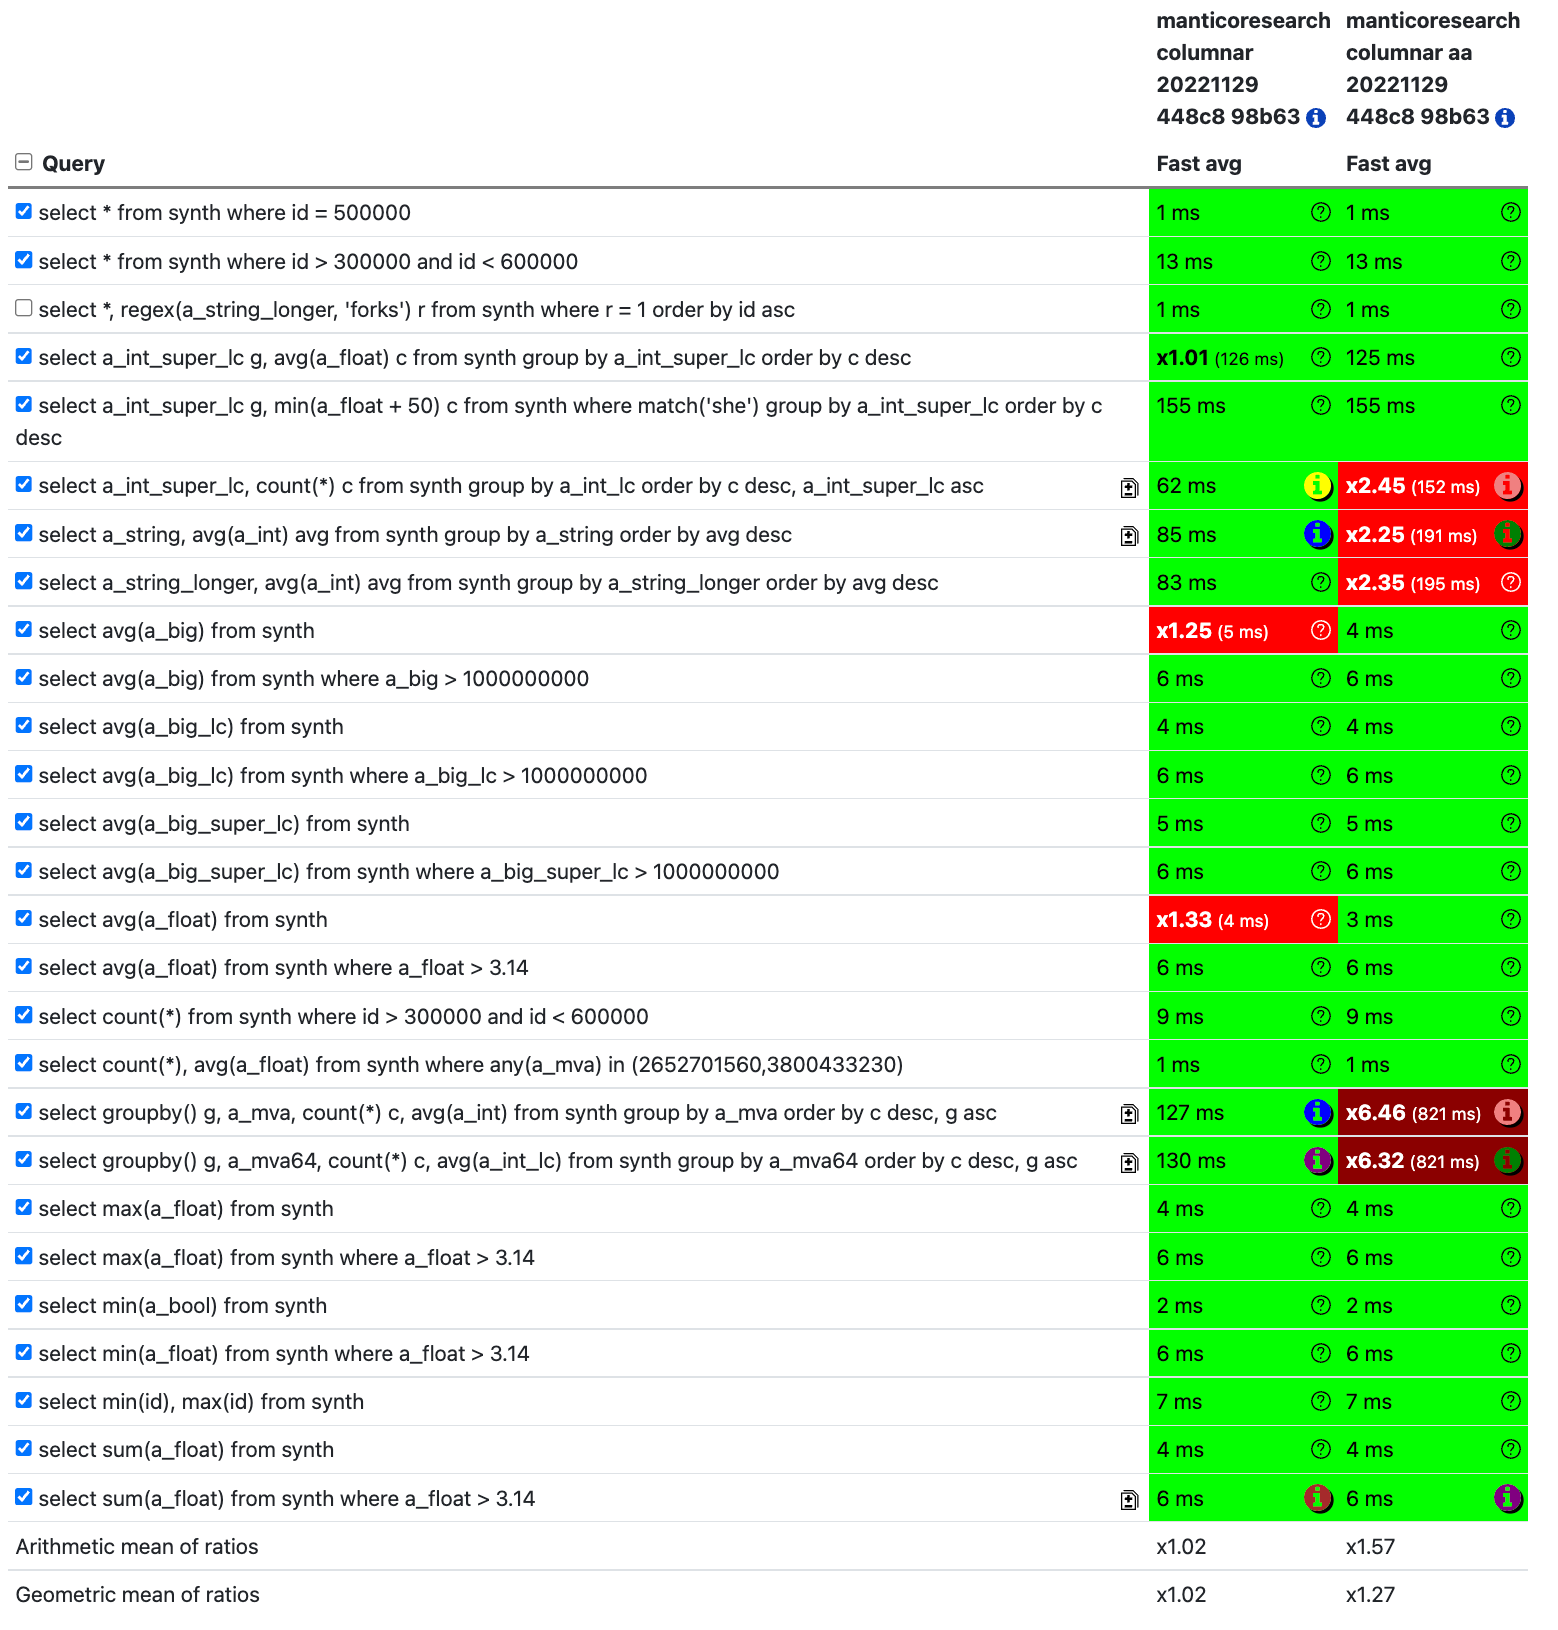 manticoresearch manticoresearch
columnar columnar aa
20221129 20221129
448c8 98b63 448c8 98b63
Query Fast avg Fast avg
select * from synth where id = 500000 1 ms 1 ms
select * from synth where id > 300000 and id < 600000 13 ms 13 ms
select *, regex(a_string_longer, 'forks') r from synth where r = 1 order by id asc 1 ms 1 ms
select a_int_super_lc g, avg(a_float) c from synth group by a_int_super_lc order by c desc x1.01 (126 ms) 125 ms
select a_int_super_lc g, min(a_float + 50) c from synth where match('she') group by a_int_super_lc order by c 155 ms 155 ms
desc
select a_int_super_lc, count(*) c from synth group by a_int_lc order by c desc, a_int_super_lc asc 62 ms x2.45 (152 ms)
select a_string, avg(a_int) avg from synth group by a_string order by avg desc 85 ms x2.25 (191 ms)
select a_string_longer, avg(a_int) avg from synth group by a_string_longer order by avg desc 83 ms x2.35 (195 ms)
select avg(a_big) from synth x1.25 (5 ms) 4 ms
select avg(a_big) from synth where a_big > 1000000000 6 ms 6 ms
select avg(a_big_lc) from synth 4 ms 4 ms
select avg(a_big_lc) from synth where a_big_lc > 1000000000 6 ms 6 ms
select avg(a_big_super_lc) from synth 5 ms 5 ms
select avg(a_big_super_lc) from synth where a_big_super_lc > 1000000000 6 ms 6 ms
select avg(a_float) from synth x1.33 (4 ms) 3 ms
select avg(a_float) from synth where a_float > 3.14 6 ms 6 ms
select count(*) from synth where id > 300000 and id < 600000 9 ms 9 ms
select count(*), avg(a_float) from synth where any(a_mva) in (2652701560,3800433230) 1 ms 1 ms
select groupby() g, a_mva, count(*) c, avg(a_int) from synth group by a_mva order by c desc, g asc 127 ms x6.46 (821 ms)
select groupby() g, a_mva64, count(*) c, avg(a_int_lc) from synth group by a_mva64 order by c desc, g asc 130 ms x6.32 (821 ms)
select max(a_float) from synth 4 ms 4 ms
select max(a_float) from synth where a_float > 3.14 6 ms 6 ms
select min(a_bool) from synth 2 ms 2 ms
select min(a_float) from synth where a_float > 3.14 6 ms 6 ms
select min(id), max(id) from synth 7 ms 7 ms
select sum(a_float) from synth 4 ms 4 ms
select sum(a_float) from synth where a_float > 3.14 6 ms 6 ms
Arithmetic mean of ratios x1.02 x1.57
Geometric mean of ratios x1.02 x1.27